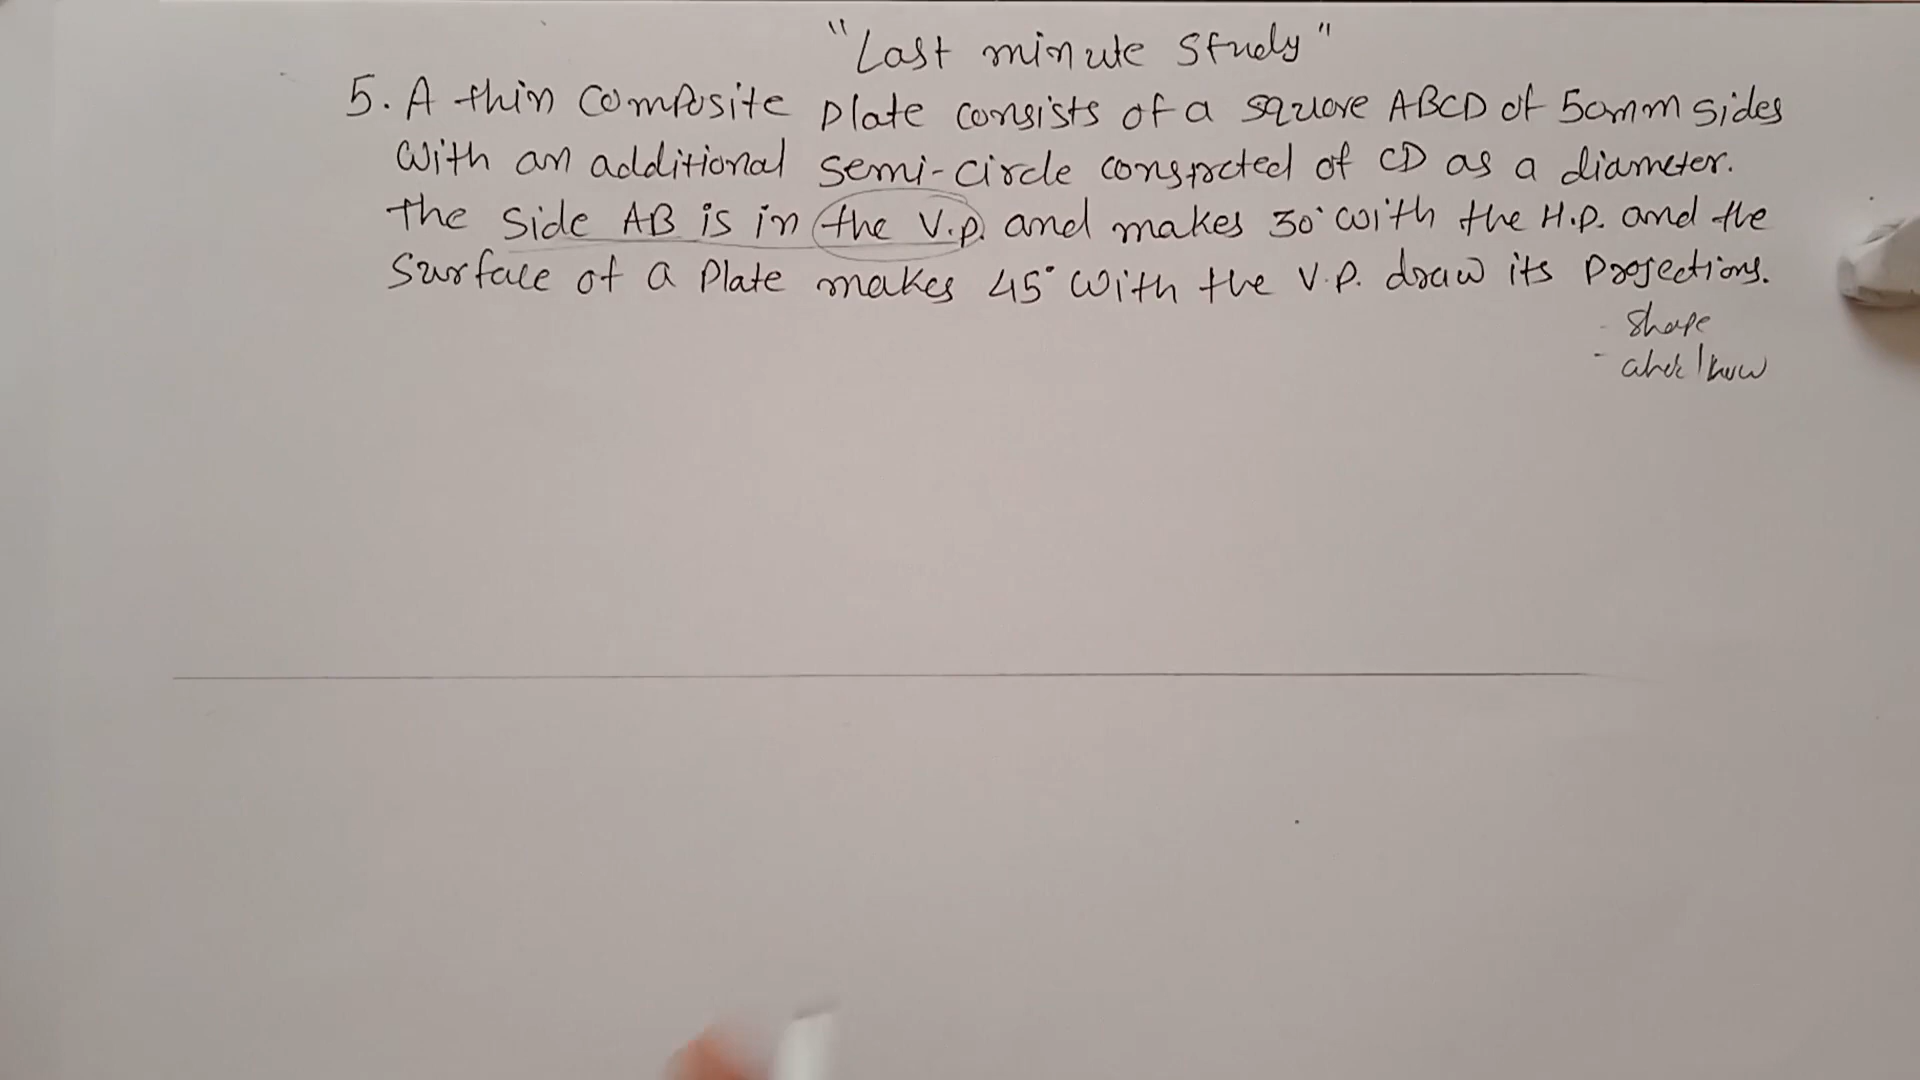 "Last minute Study"
5. A thin composite plate consists of a square ABCD of 50mm sides
with an additional semi-circle constrcted of CD as a diameter.
the side AB is in the V.P. and makes 30° with the H.P. and the
Surface of a plate makes 45° with the V.P. draw its projections.
- Shape
-